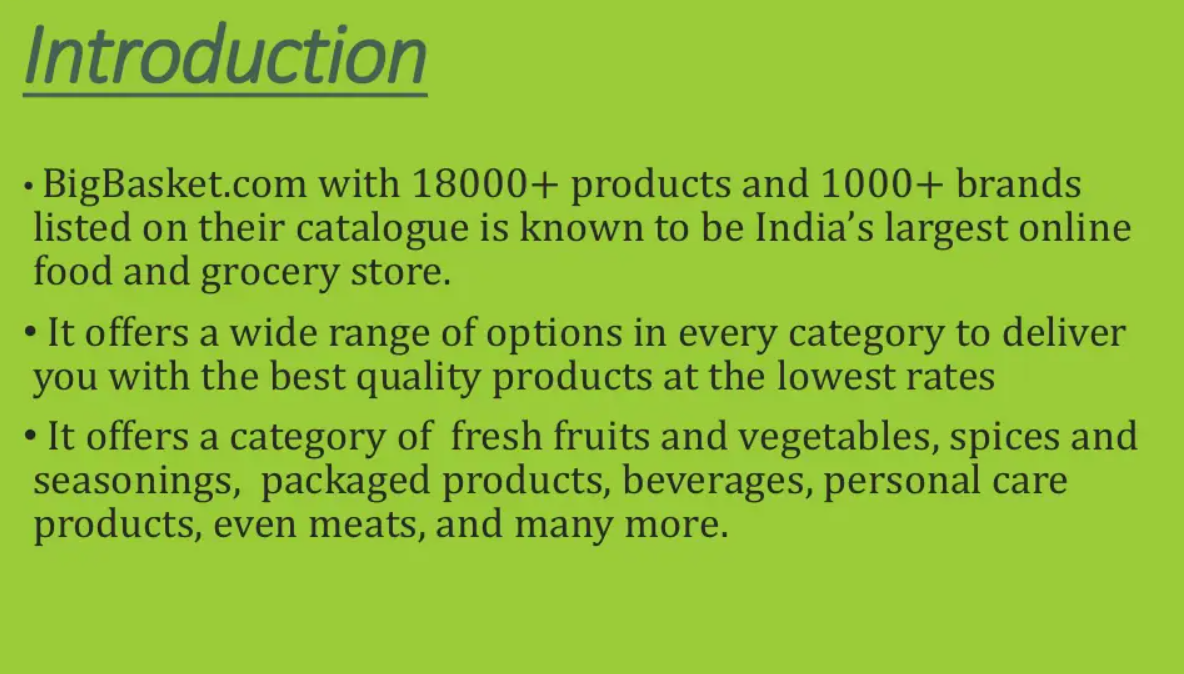 Introduction
• BigBasket.com with 18000+ products and 1000+ brands
listed on their catalogue is known to be India’s largest online
food and grocery store.
• It offers a wide range of options in every category to deliver
you with the best quality products at the lowest rates
• It offers a category of  fresh fruits and vegetables, spices and
seasonings,  packaged products, beverages, personal care
products, even meats, and many more.